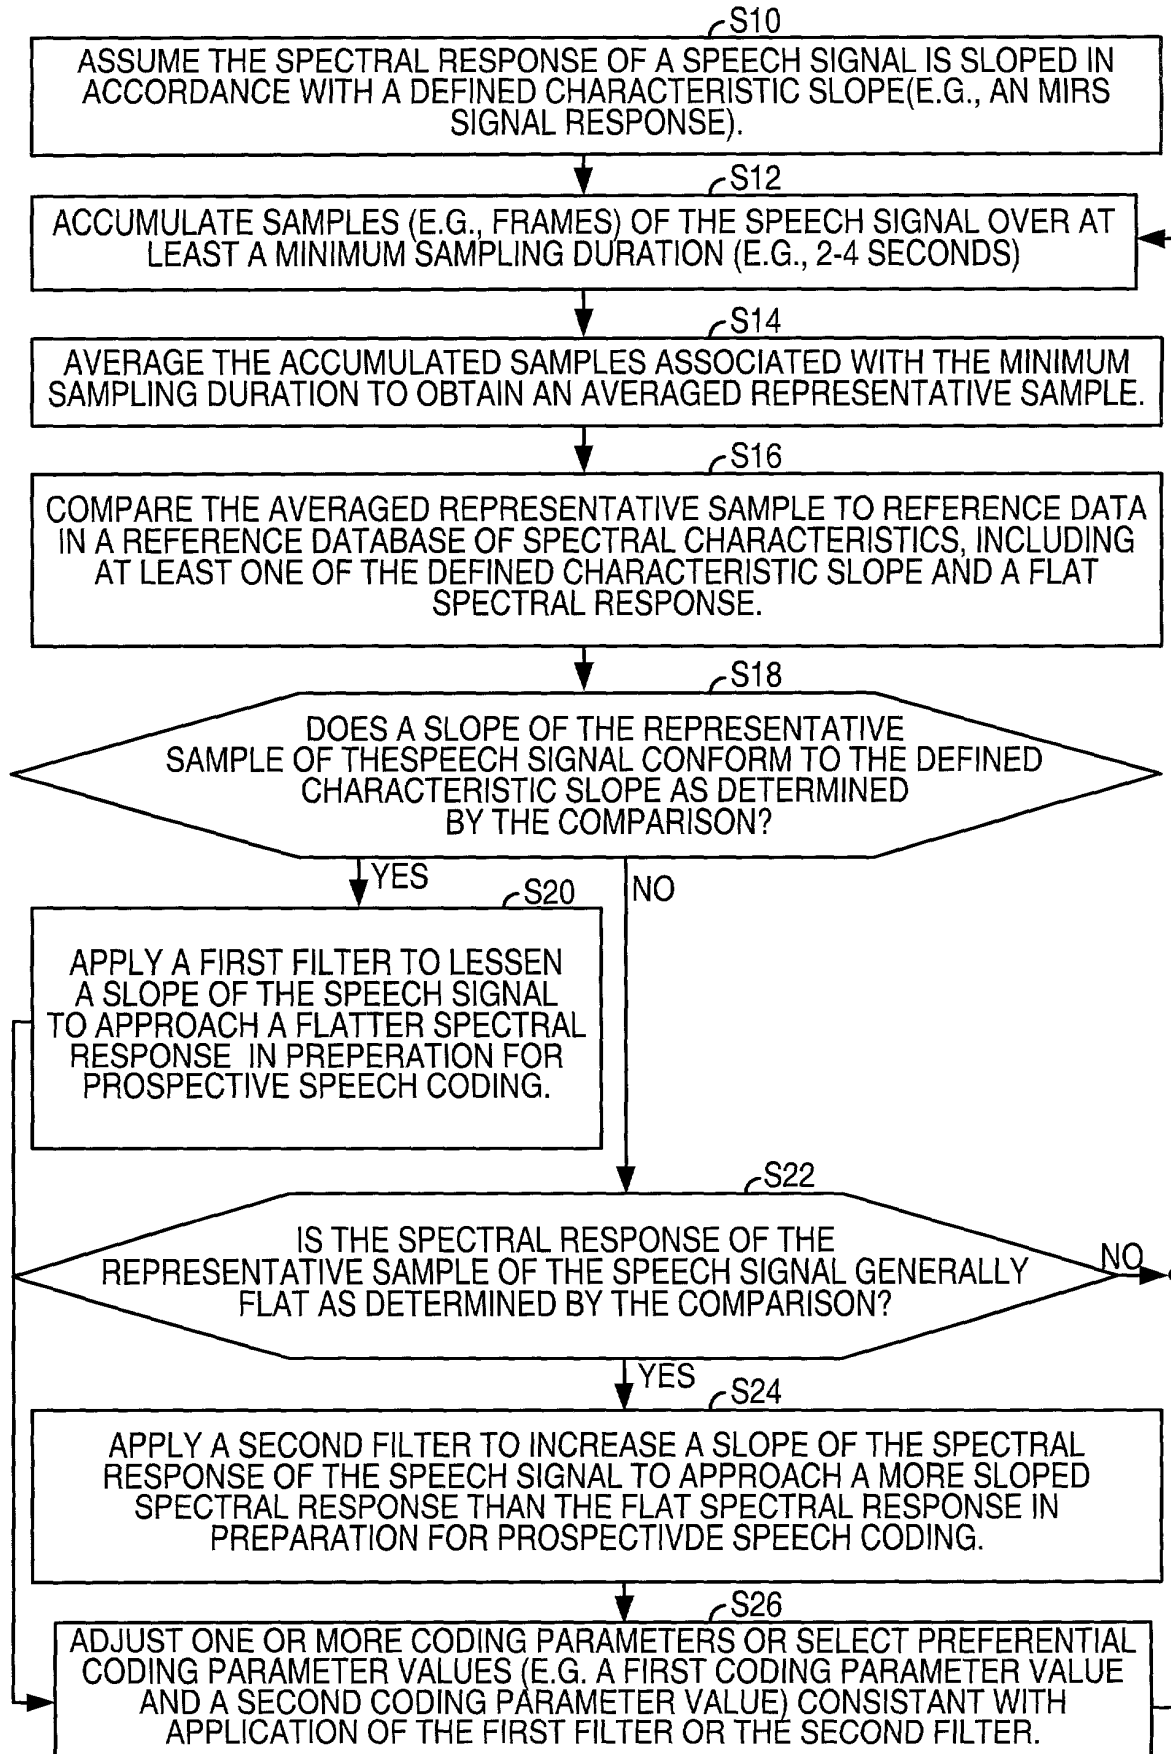 S10
ASSUME THE SPECTRAL RESPONSE OF A SPEECH SIGNAL IS SLOPED IN
ACCORDANCE WITH A DEFINED CHARACTERISTIC SLOPE(E.G., AN MIRS
SIGNAL RESPONSE).
S12
ACCUMULATE SAMPLES (E.G., FRAMES) OF THE SPEECH SIGNAL OVER AT
LEAST A MINIMUM SAMPLING DURATION (E.G., 2-4 SECONDS)
S14
AVERAGE THE ACCUMULATED SAMPLES ASSOCIATED WITH THE MINIMUM
SAMPLING DURATION TO OBTAIN AN AVERAGED REPRESENTATIVE SAMPLE.
S16
COMPARE THE AVERAGED REPRESENTATIVE SAMPLE TO REFERENCE DATA
IN A REFERENCE DATABASE OF SPECTRAL CHARACTERISTICS, INCLUDING
AT LEAST ONE OF THE DEFINED CHARACTERISTIC SLOPE AND A FLAT
SPECTRAL RESPONSE.
S18
DOES A SLOPE OF THE REPRESENTATIVE
SAMPLE OF THESPEECH SIGNAL CONFORM TO THE DEFINED
CHARACTERISTIC SLOPE AS DETERMINED
BY THE COMPARISON?
YES
NO
S20
APPLY A FIRST FILTER TO LESSEN
A SLOPE OF THE SPEECH SIGNAL
TO APPROACH A FLATTER SPECTRAL
RESPONSE IN PREPERATION FOR
PROSPECTIVE SPEECH CODING.
S22
IS THE SPECTRAL RESPONSE OF THE
REPRESENTATIVE SAMPLE OF THE SPEECH SIGNAL GENERALLY
FLAT AS DETERMINED BY THE COMPARISON?
NO
YES
S24
APPLY A SECOND FILTER TO INCREASE A SLOPE OF THE SPECTRAL
RESPONSE OF THE SPEECH SIGNAL TO APPROACH A MORE SLOPED
SPECTRAL RESPONSE THAN THE FLAT SPECTRAL RESPONSE IN
PREPARATION FOR PROSPECTIVDE SPEECH CODING.
S26
ADJUST ONE OR MORE CODING PARAMETERS OR SELECT PREFERENTIAL
CODING PARAMETER VALUES (E.G. A FIRST CODING PARAMETER VALUE
AND A SECOND CODING PARAMETER VALUE) CONSISTANT WITH
APPLICATION OF THE FIRST FILTER OR THE SECOND FILTER.